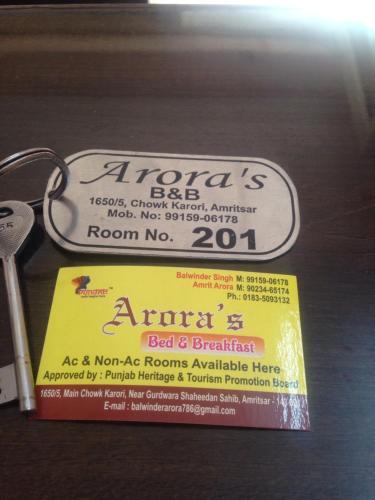 Arora's
B&B
1650/5, Chowk Karori, Amritsar
Mob. No: 99159-06178
Room No. 201
Balwinder Singh M: 99159-06178
Amrit Arora M: 90234-65174
Ph.: 0183-5093132
Arora's
Bed & Breakfast
Ac & Non-Ac Rooms Available Here
Approved by : Punjab Heritage & Tourism Promotion Board
1650/5, Main Chowk Karori, Near Gurdwara Shaheedan Sahib, Amritsar -
E-mail : balwinderarora786@gmail.com